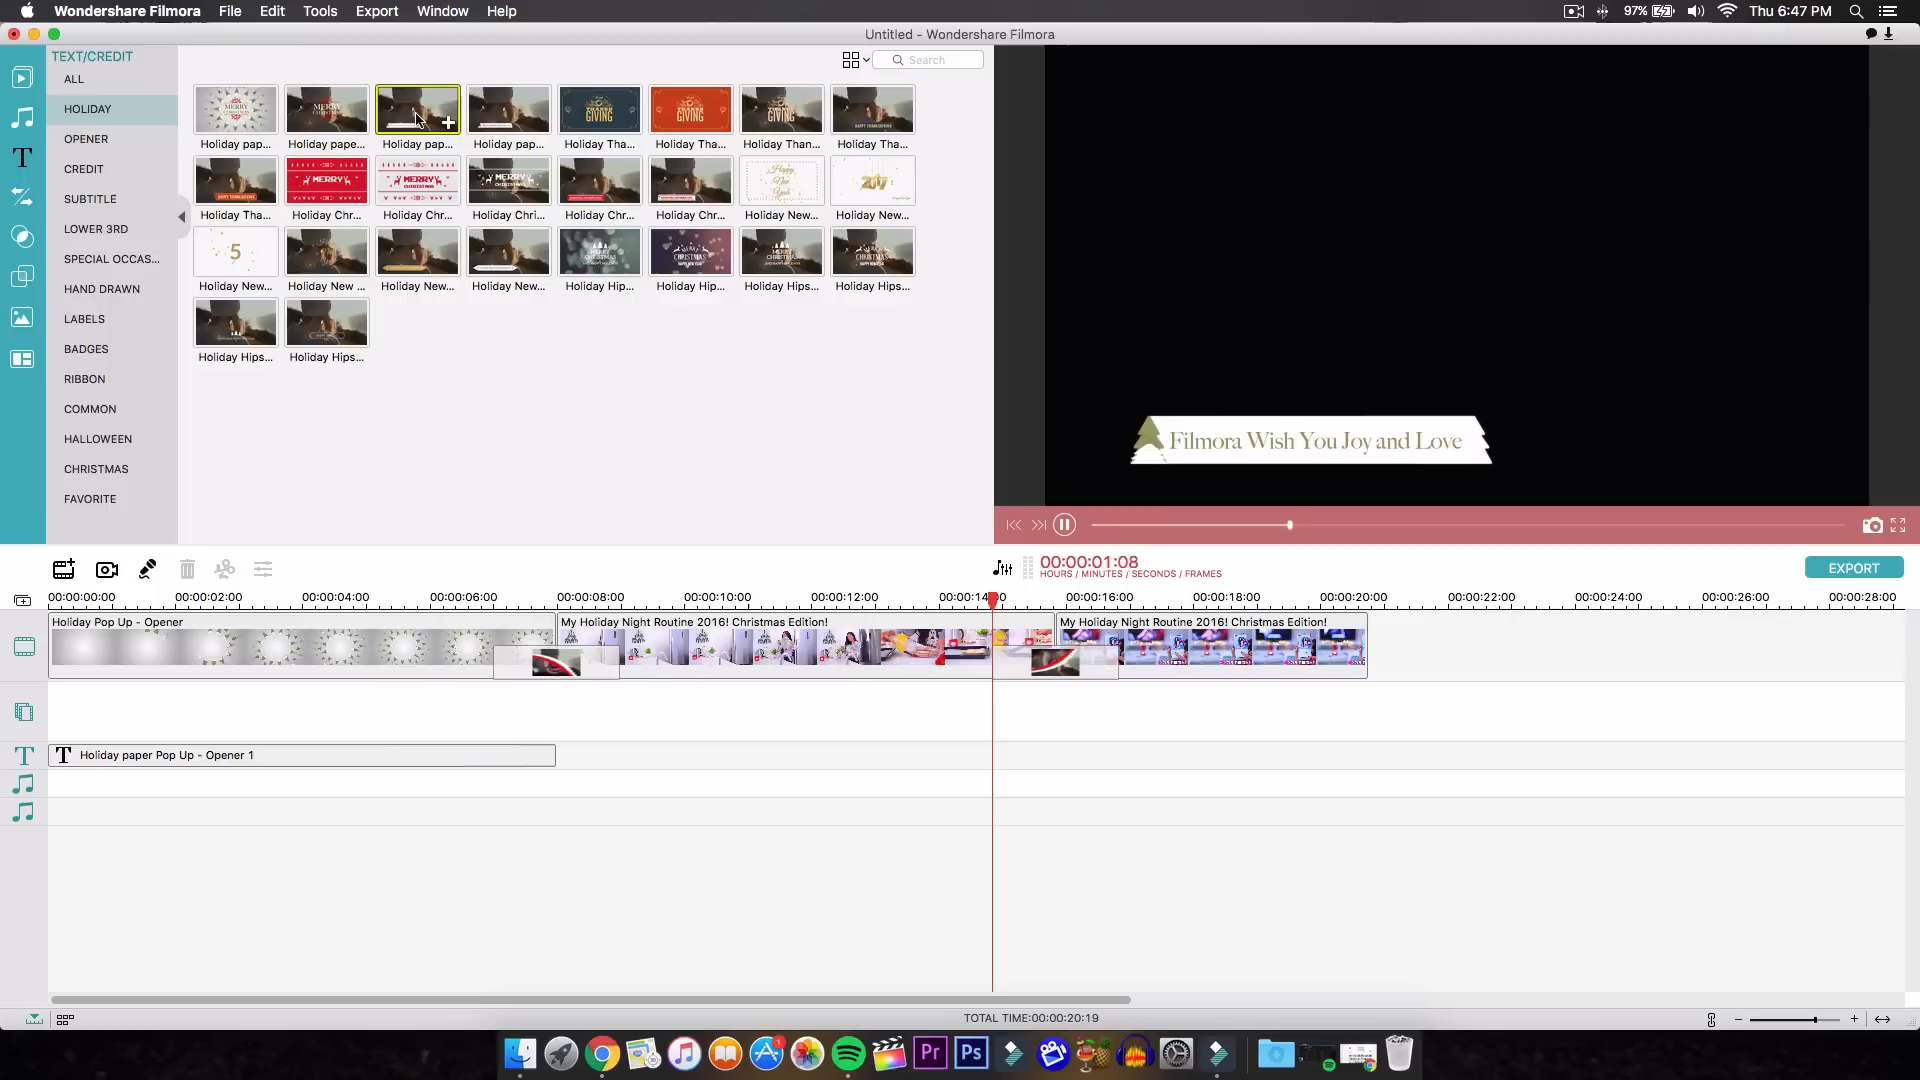 Wondershare Filmora File Edit Tools Export Window Help
97% Thu 6:47 PM
Untitled - Wondershare Filmora
TEXT/CREDIT
ALL
HOLIDAY
OPENER
CREDIT
SUBTITLE
LOWER 3RD
SPECIAL OCCAS...
HAND DRAWN
LABELS
BADGES
RIBBON
COMMON
HALLOWEEN
CHRISTMAS
FAVORITE
Search
Holiday pap... Holiday pape... Holiday pap... Holiday pap... Holiday Tha... Holiday Tha... Holiday Than... Holiday Tha...
Holiday Tha... Holiday Chr... Holiday Chr... Holiday Chri... Holiday Chr... Holiday Chr... Holiday New... Holiday New...
Holiday New... Holiday New ... Holiday New... Holiday New... Holiday Hip... Holiday Hip... Holiday Hips... Holiday Hips...
Holiday Hips... Holiday Hips...
Filmora Wish You Joy and Love
00:00:01:08
HOURS / MINUTES / SECONDS / FRAMES
EXPORT
00:00:00:00 00:00:02:00 00:00:04:00 00:00:06:00 00:00:08:00 00:00:10:00 00:00:12:00 00:00:14:00 00:00:16:00 00:00:18:00 00:00:20:00 00:00:22:00 00:00:24:00 00:00:26:00 00:00:28:00
Holiday Pop Up - Opener
My Holiday Night Routine 2016! Christmas Edition!
My Holiday Night Routine 2016! Christmas Edition!
T Holiday paper Pop Up - Opener 1
TOTAL TIME:00:00:20:19
Pr Ps